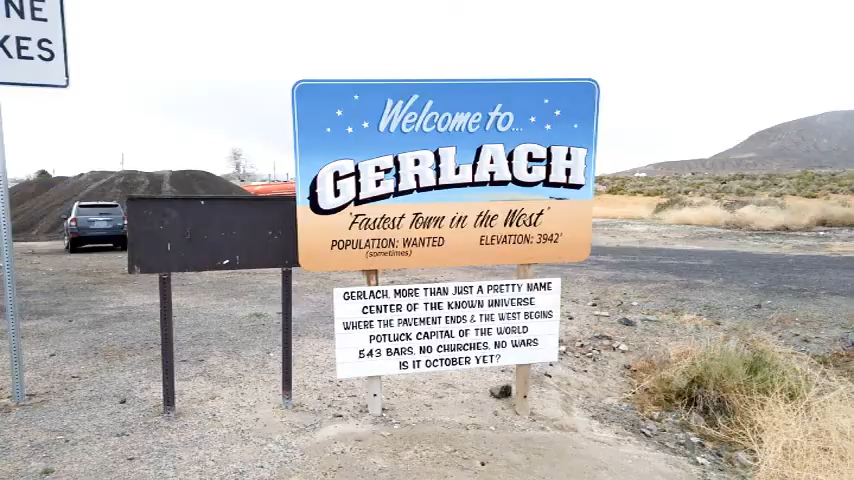 NE
KES
Welcome to...
GERLACH
"Fastest Town in the West"
POPULATION: WANTED
(sometimes)
ELEVATION: 3942'
GERLACH. MORE THAN JUST A PRETTY NAME
CENTER OF THE KNOWN UNIVERSE
WHERE THE PAVEMENT ENDS & THE WEST BEGINS
POTLUCK CAPITAL OF THE WORLD
543 BARS. NO CHURCHES. NO WARS
IS IT OCTOBER YET?